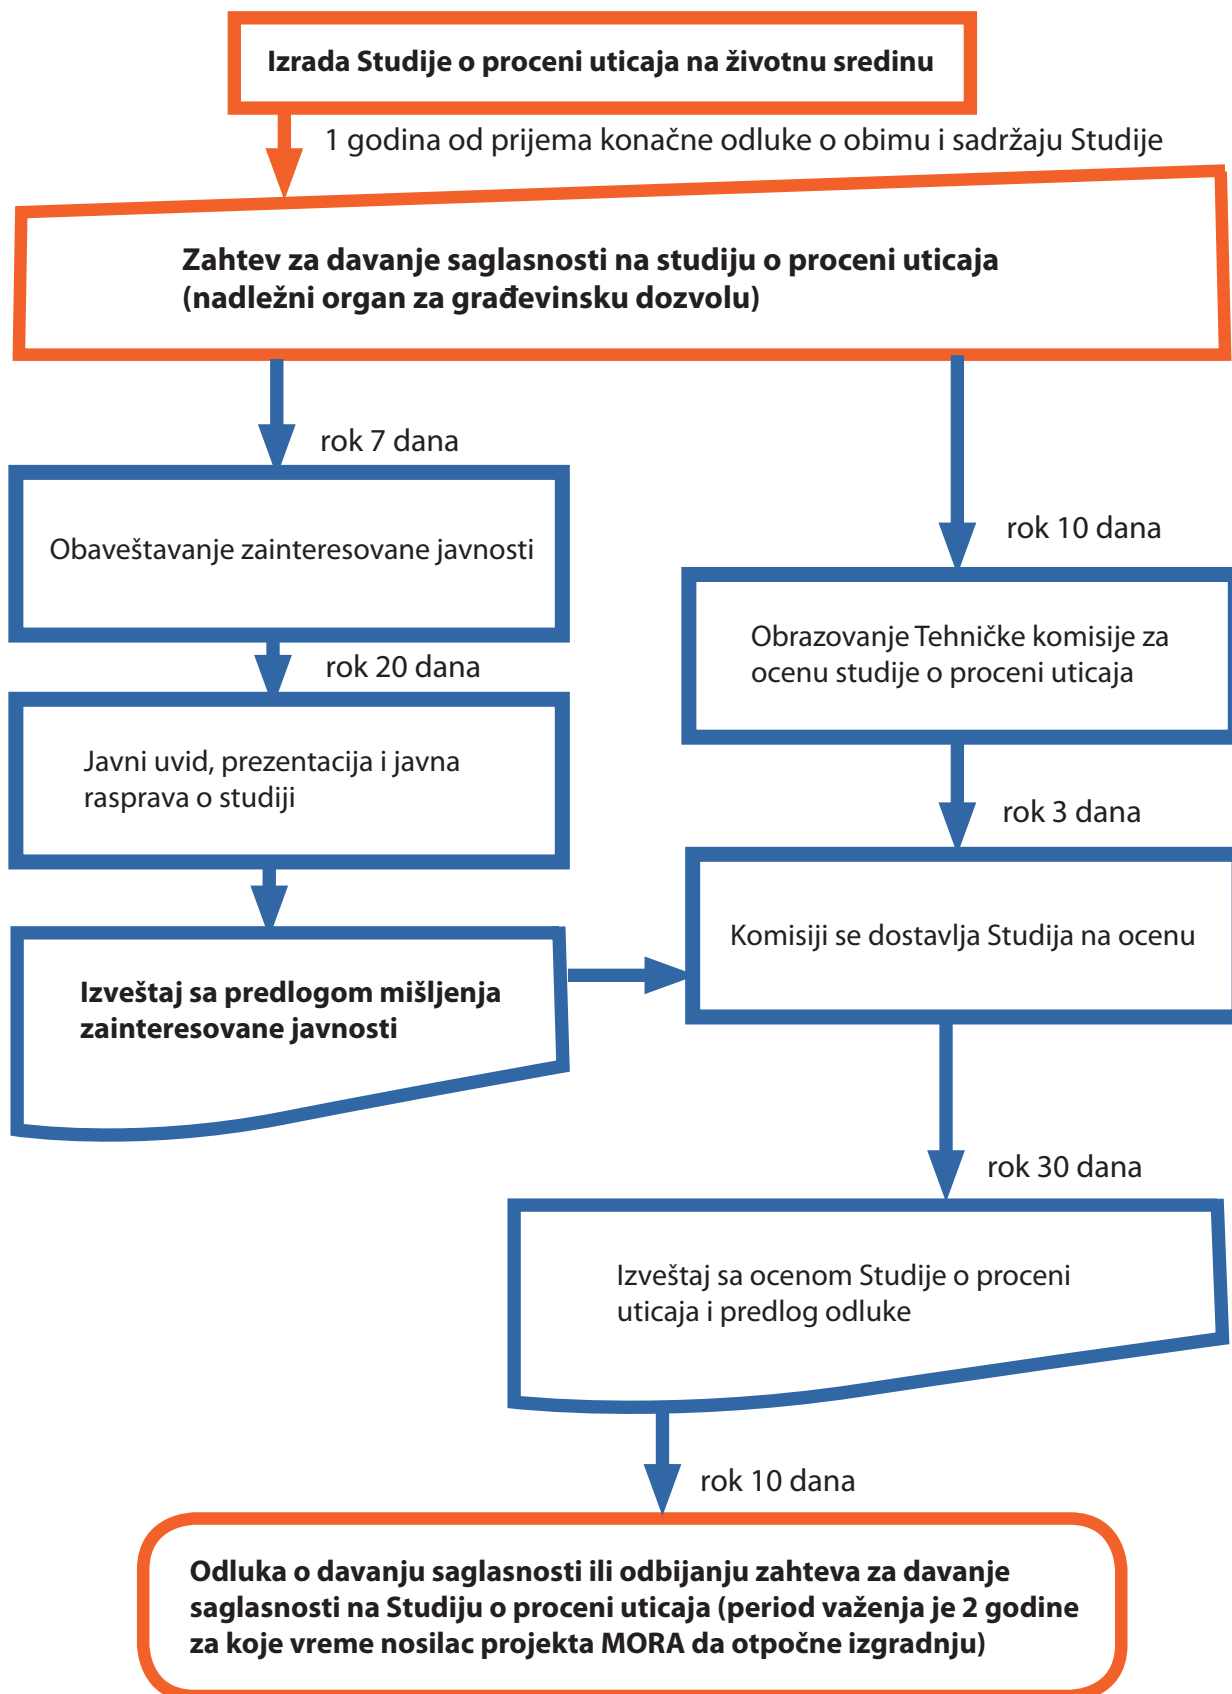 Izrada Studije o proceni uticaja na životnu sredinu
1 godina od prijema konačne odluke o obimu i sadržaju Studije
Zahtev za davanje saglasnosti na studiju o proceni uticaja
(nadležni organ za građevinsku dozvolu)
rok 7 dana
Obaveštavanje zainteresovane javnosti
rok 20 dana
Javni uvid, prezentacija i javna
rasprava o studiji
Izveštaj sa predlogom mišljenja
zainteresovane javnosti
rok 10 dana
Obrazovanje Tehničke komisije za
ocenu studije o proceni uticaja
rok 3 dana
Komisiji se dostavlja Studija na ocenu
rok 30 dana
Izveštaj sa ocenom Studije o proceni
uticaja i predlog odluke
rok 10 dana
Odluka o davanju saglasnosti ili odbijanju zahteva za davanje
saglasnosti na Studiju o proceni uticaja (period važenja je 2 godine
za koje vreme nosilac projekta MORA da otpočne izgradnju)